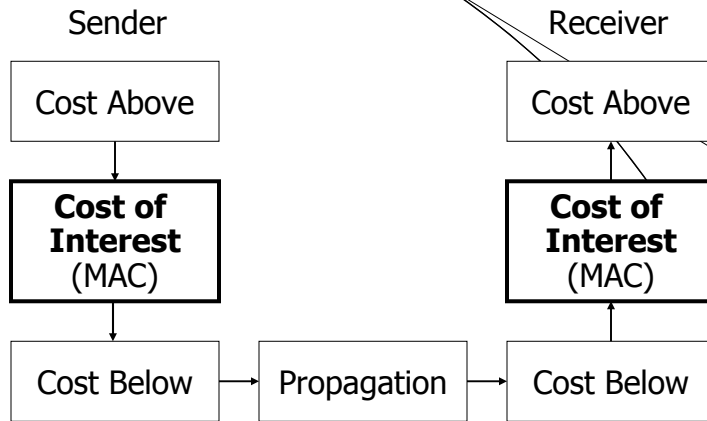 Sender
Receiver
Cost Above
Cost Above
Cost of
Interest
(MAC)
Cost of
Interest
(MAC)
Cost Below
Propagation
Cost Below